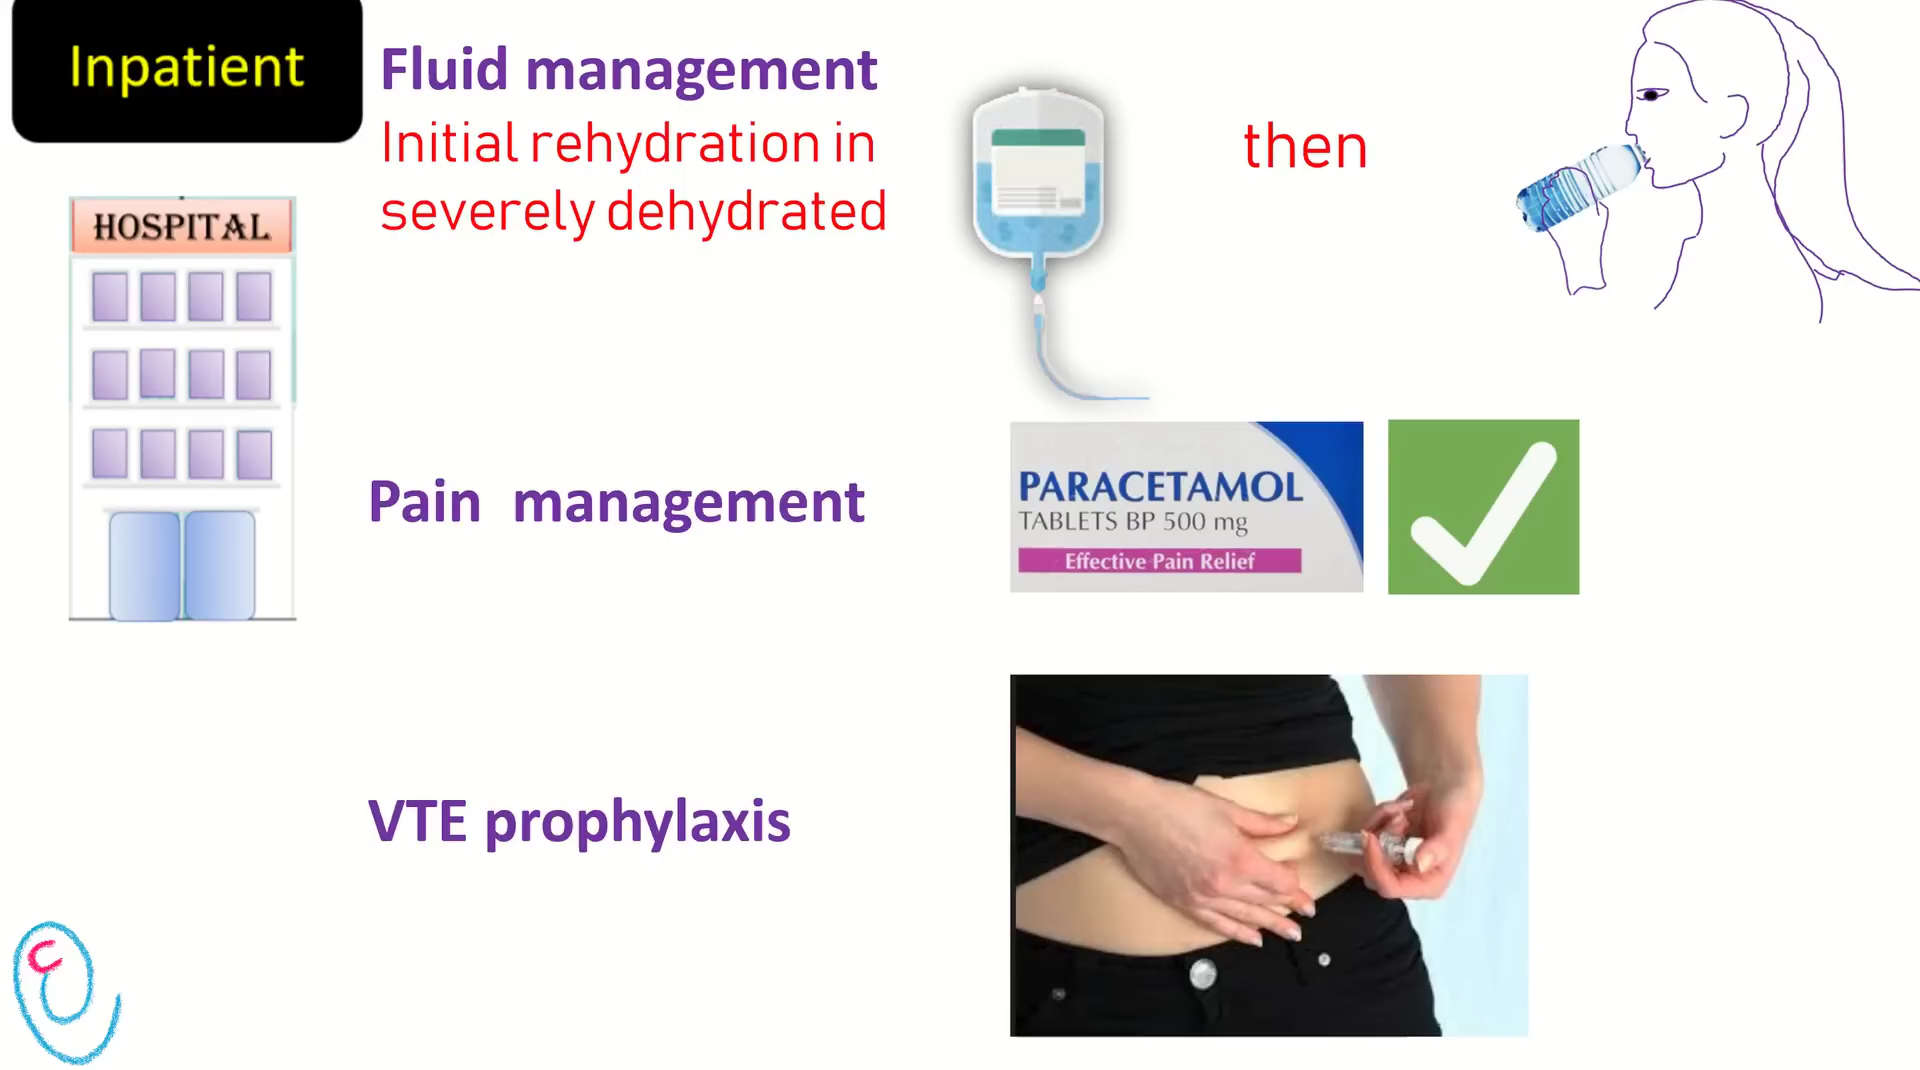 Inpatient
Fluid management
Initial rehydration in
severely dehydrated
then
HOSPITAL
Pain management
PARACETAMOL
TABLETS BP 500 mg
Effective Pain Relief
VTE prophylaxis